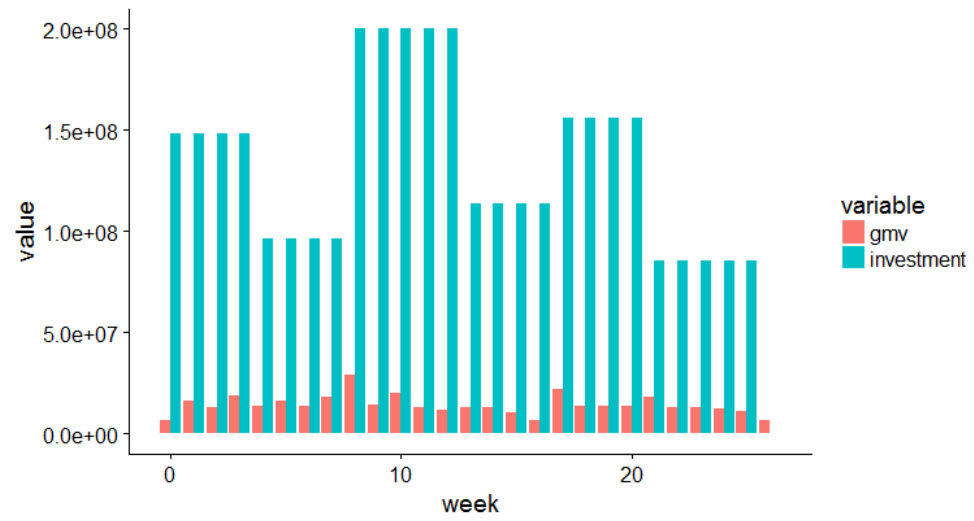 2.0e+08
1.5e+08
1.0e+08
5.0e+07
0.0e+00
value
0 10 20
week
variable
gmv
investment